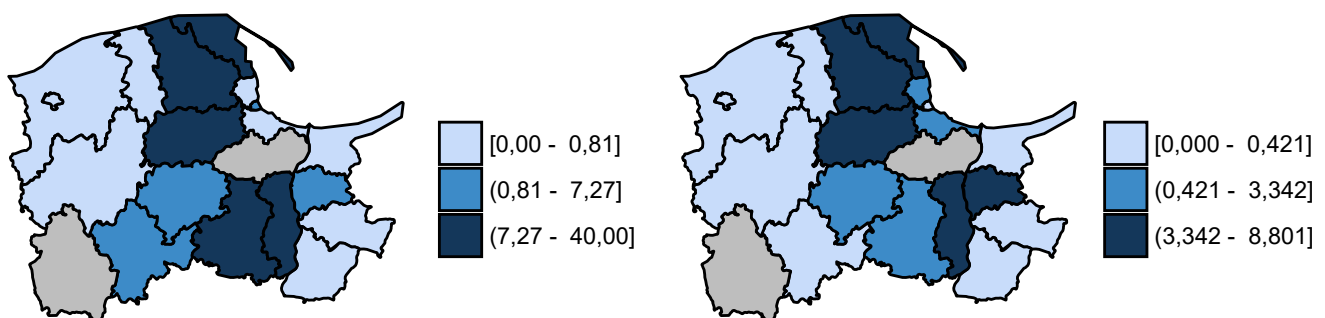 [0,00 - 0,81]
(0,81 - 7,27]
(7,27 - 40,00]
[0,000 - 0,421]
(0,421 - 3,342]
(3,342 - 8,801]